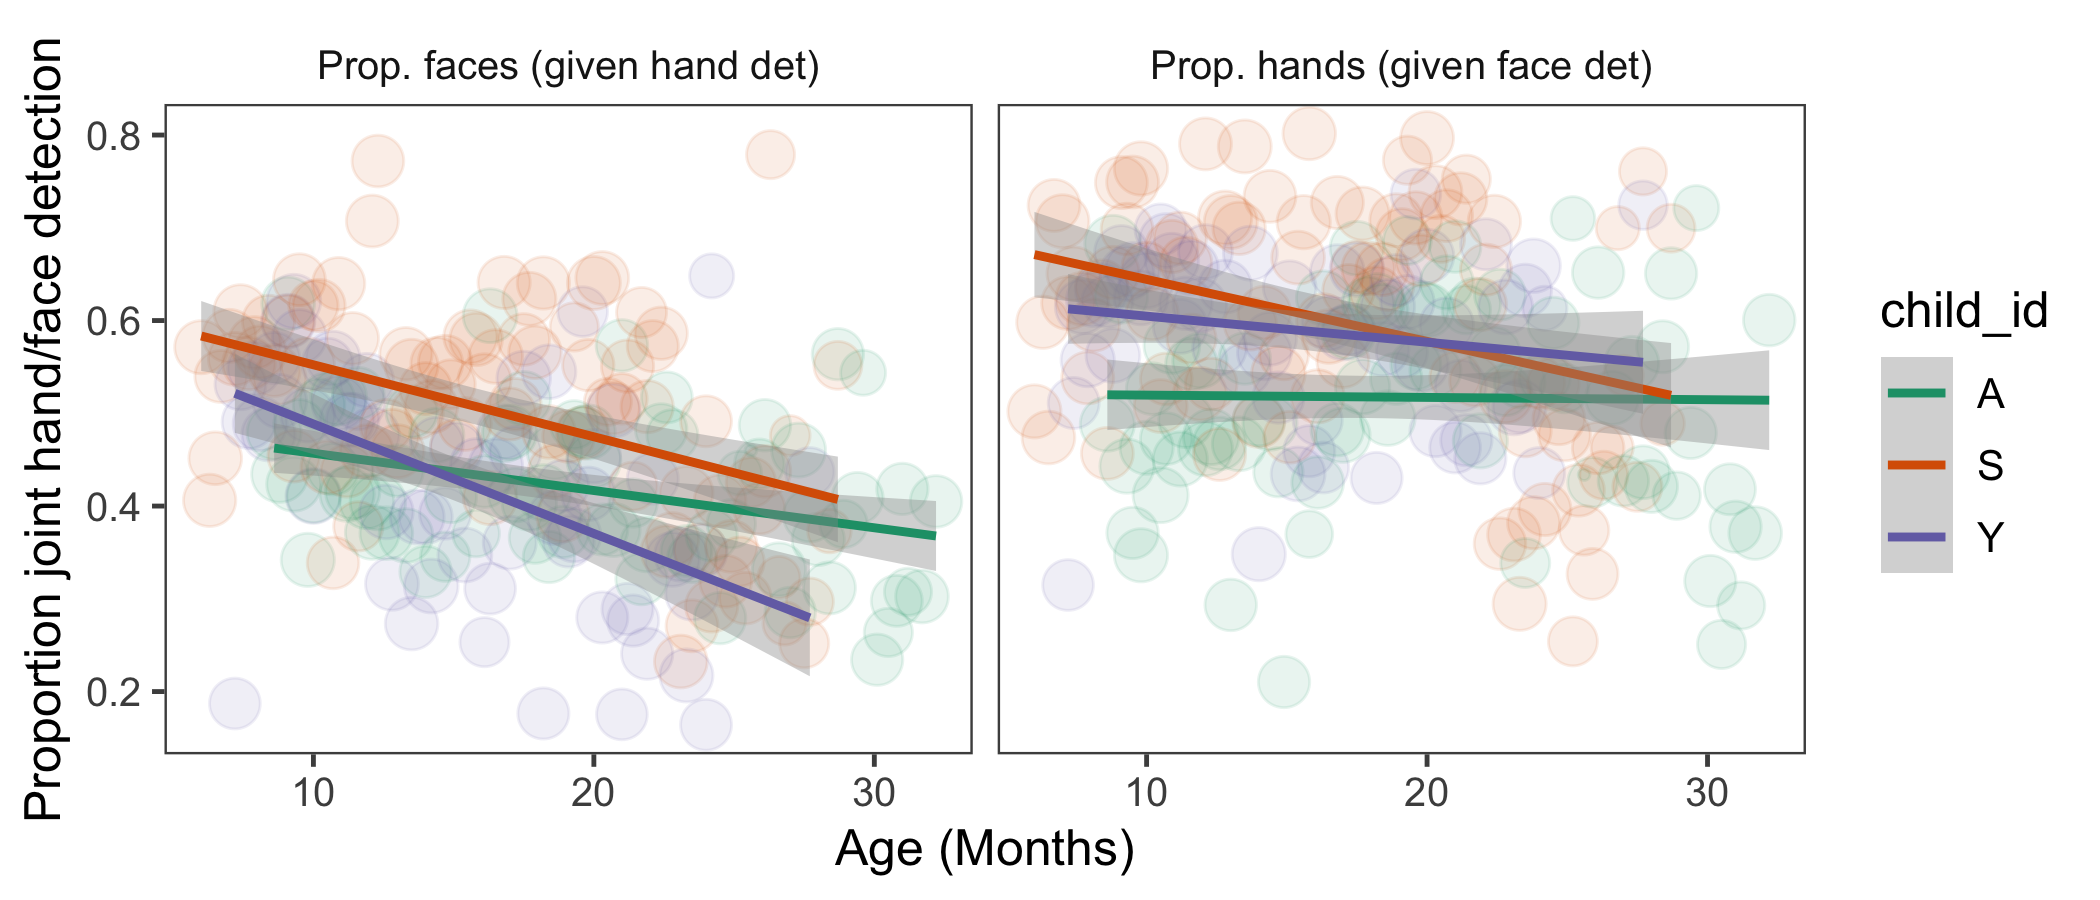 Prop. faces (given hand det)
Prop. hands (given face det)
Proportion joint hand/face detection
0.8
0.6
0.4
0.2
10
20
30
10
20
30
Age (Months)
child_id
A
S
Y